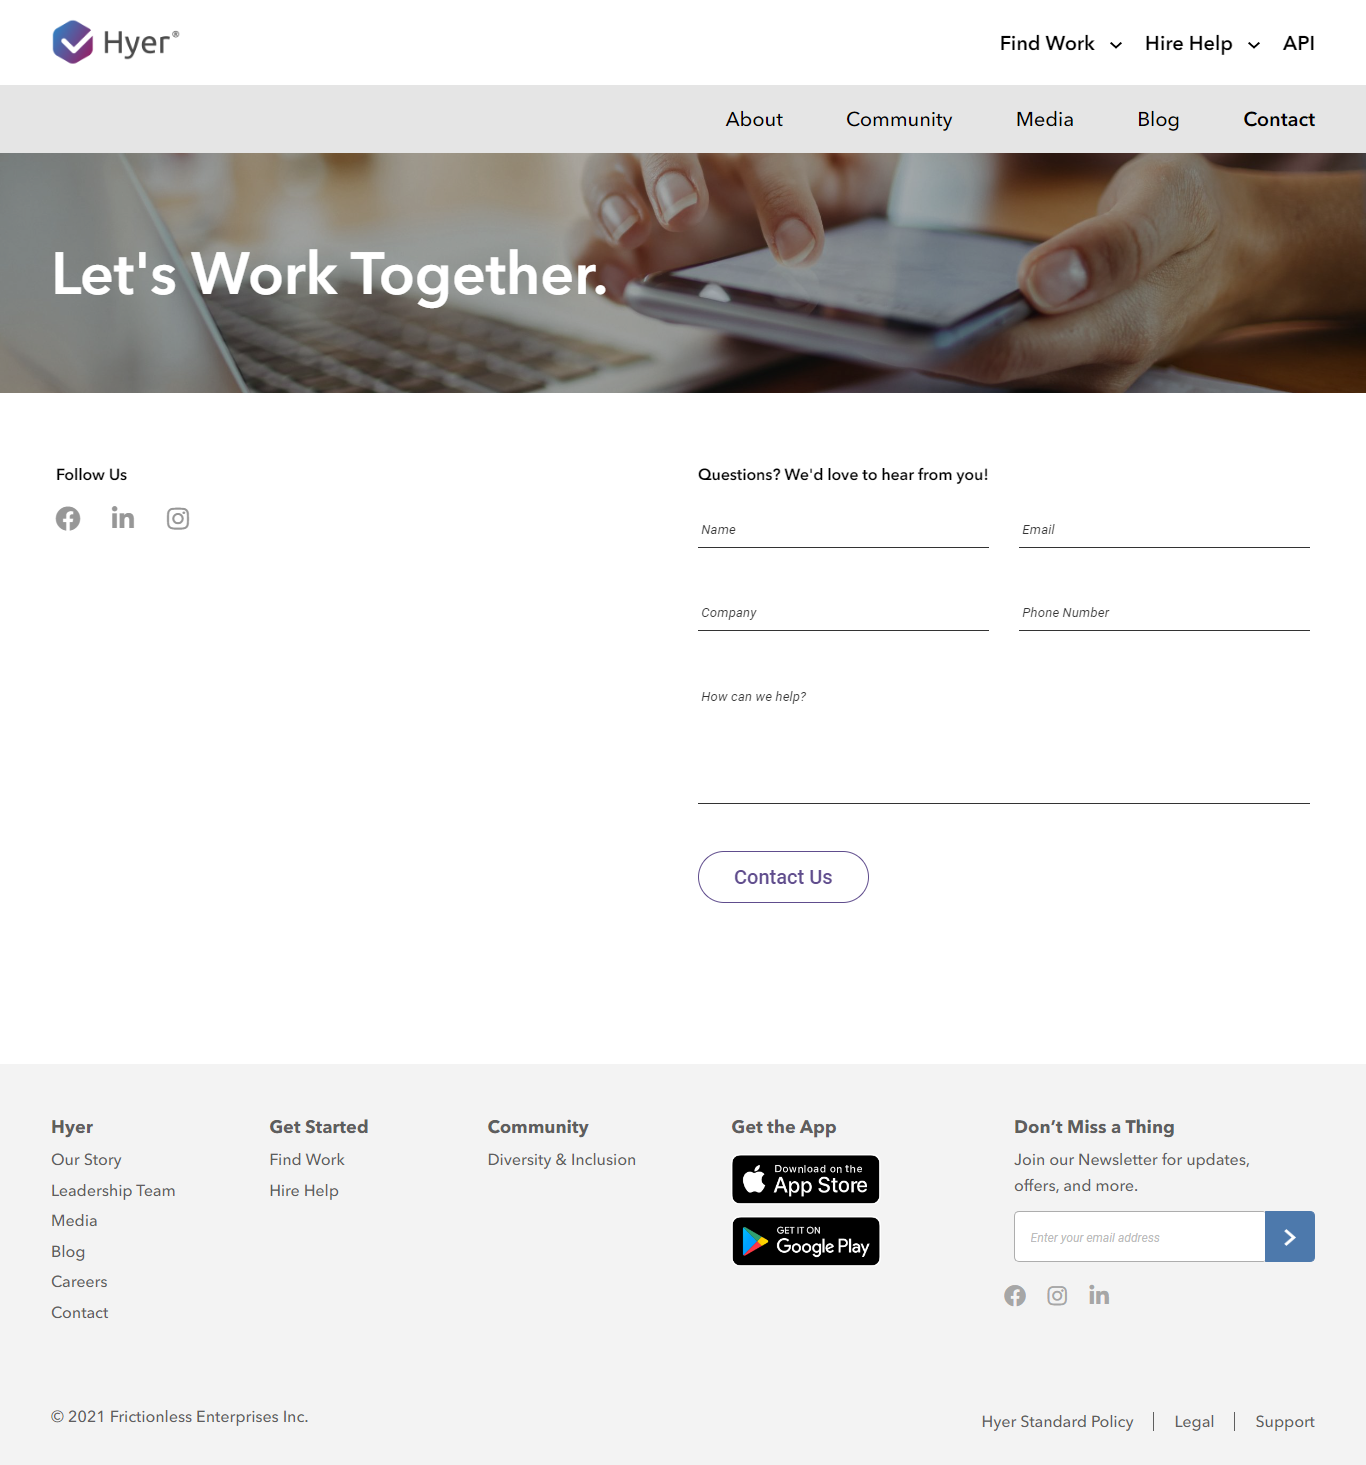 Hyer®
Find Work
Hire Help
API
About
Community
Media
Blog
Contact
Let's Work Together.
Follow Us
Questions? We'd love to hear from you!
Name
Email
Company
Phone Number
How can we help?
Contact Us
Hyer
Our Story
Leadership Team
Media
Blog
Careers
Contact
Get Started
Find Work
Hire Help
Community
Diversity & Inclusion
Get the App
Download on the
App Store
GET IT ON
Google Play
Don’t Miss a Thing
Join our Newsletter for updates,
offers, and more.
Enter your email address
© 2021 Frictionless Enterprises Inc.
Hyer Standard Policy
Legal
Support